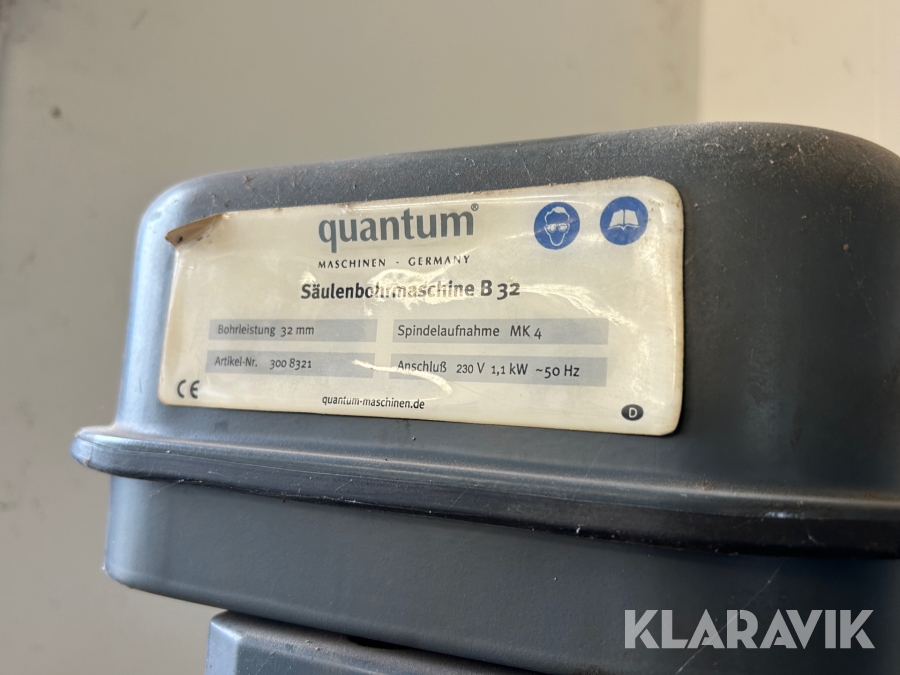 quantum®
MASCHINEN - GERMANY
Säulenbohrmaschine B 32
Bohrleistung 32 mm
Spindelaufnahme MK 4
Artikel-Nr. 300 8321
Anschluß 230 V 1,1 kW ~50 Hz
CE
quantum-maschinen.de
D
KLARAVIK